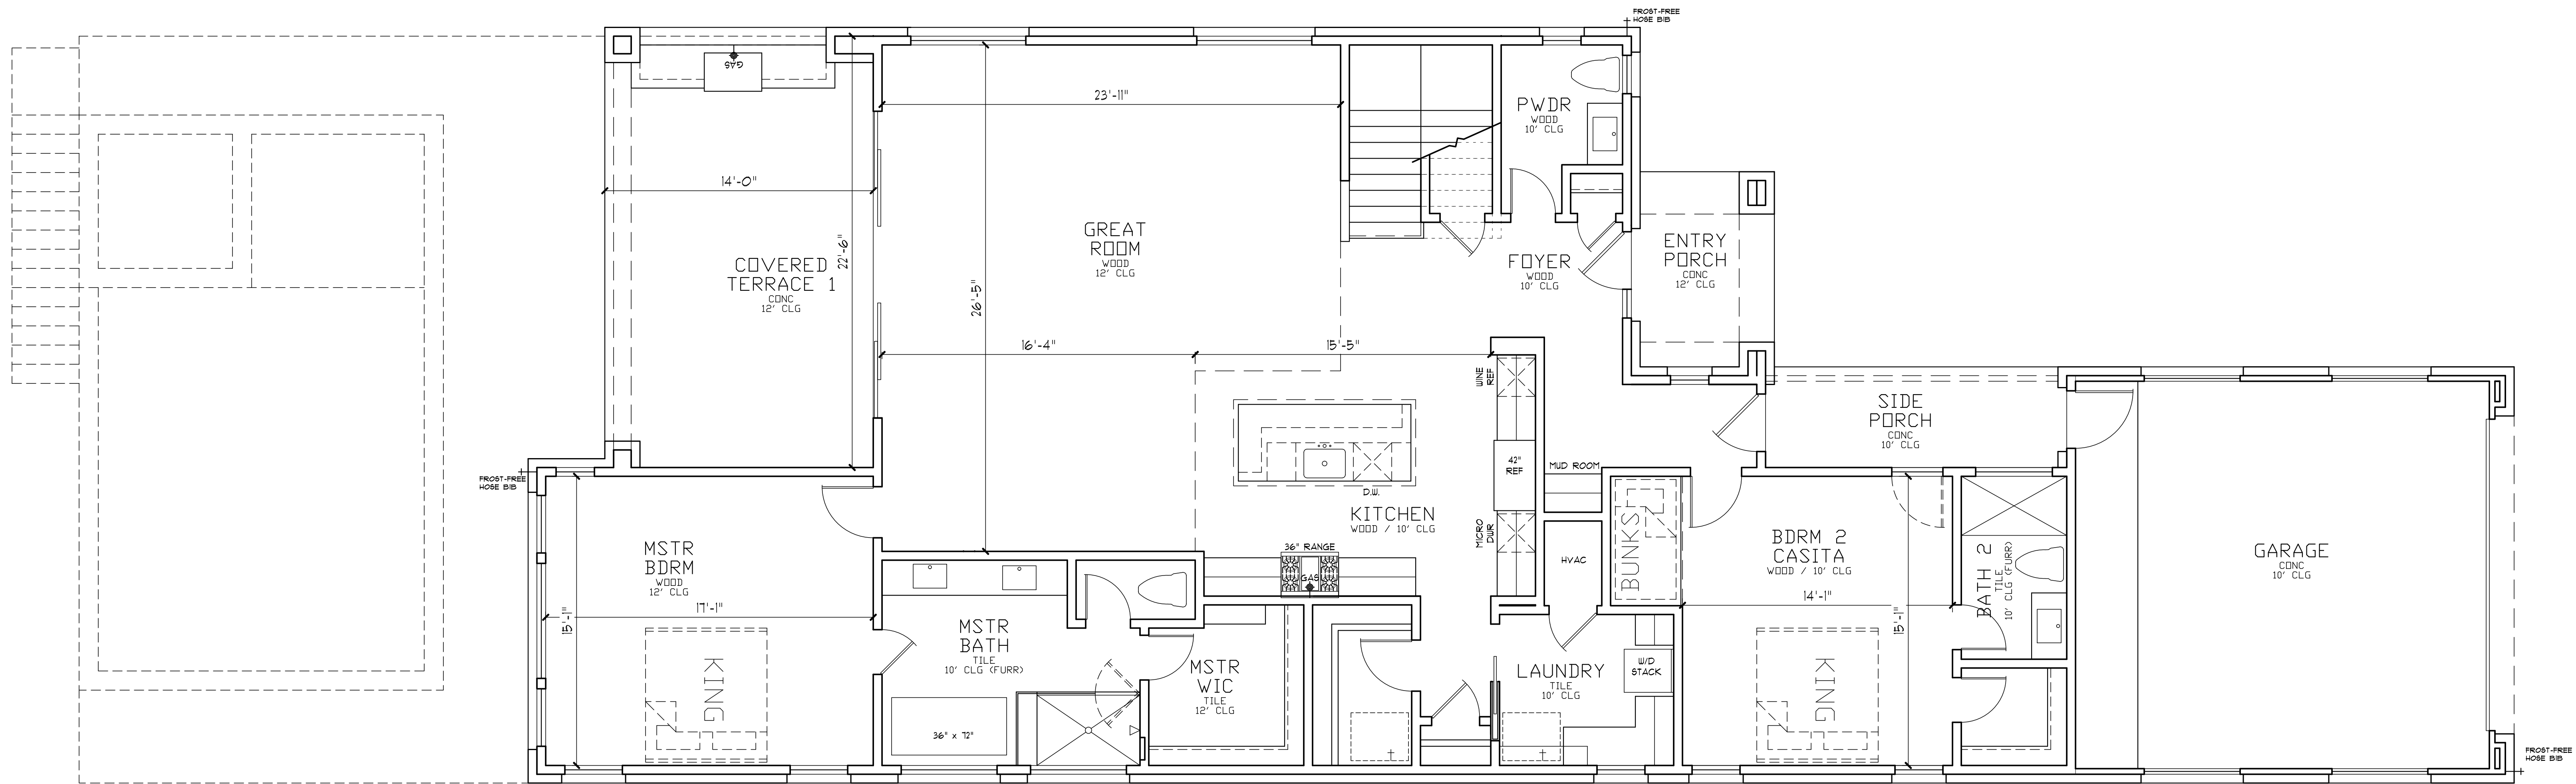 FROST-FREE
HOSE BIB
GAS
23'-11"
PWDR
WOOD
10' CLG
14'-0"
22'-6"
COVERED
TERRACE 1
CONC
12' CLG
26'-5"
GREAT
ROOM
WOOD
12' CLG
FOYER
WOOD
10' CLG
ENTRY
PORCH
CONC
12' CLG
16'-4"
15'-5"
WINE
REF
42"
REF
MICRO
DWR
D.W.
KITCHEN
WOOD / 10' CLG
36" RANGE
GAS
MUD ROOM
HVAC
SIDE
PORCH
CONC
10' CLG
FROST-FREE
HOSE BIB
MSTR
BDRM
WOOD
12' CLG
17'-1"
15'-1"
KING
MSTR
BATH
TILE
10' CLG (FURR)
36" x 72"
MSTR
WIC
TILE
12' CLG
LAUNDRY
TILE
10' CLG
W/D
STACK
BUNKS
BDRM 2
CASITA
WOOD / 10' CLG
14'-1"
15'-1"
KING
BATH 2
TILE
10' CLG (FURR)
GARAGE
CONC
10' CLG
FROST-FREE
HOSE BIB